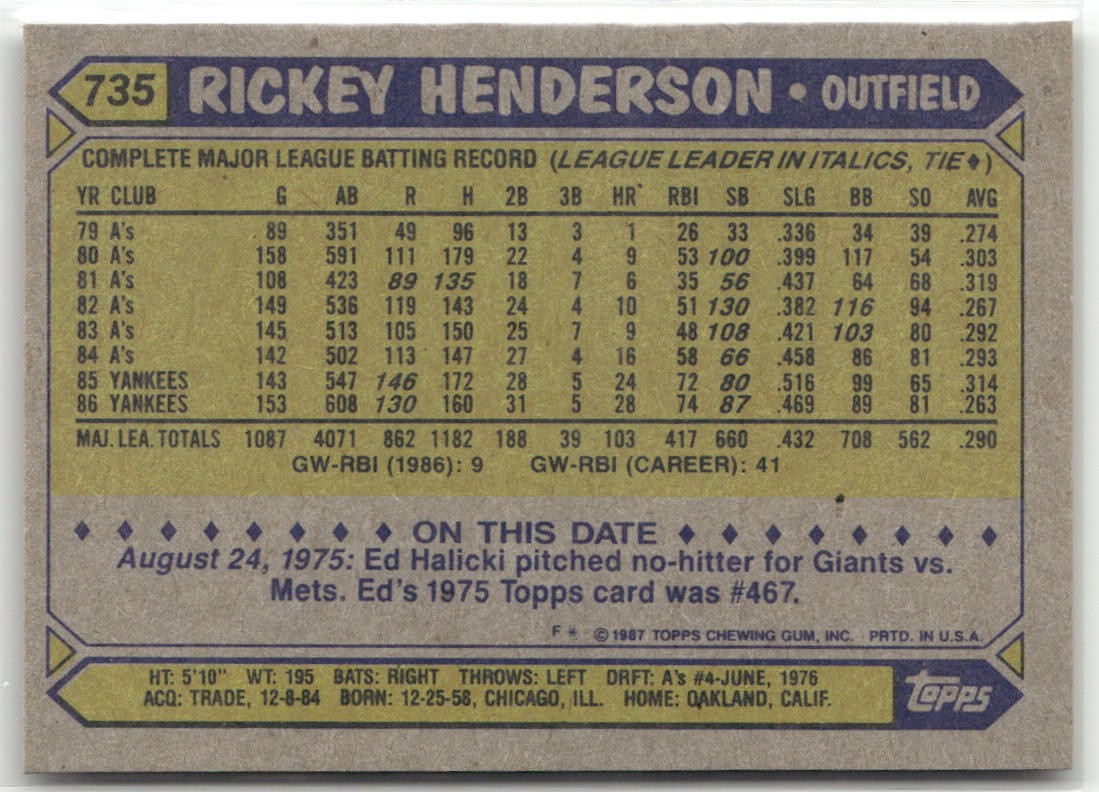 735 RICKEY HENDERSON • OUTFIELD
COMPLETE MAJOR LEAGUE BATTING RECORD (LEAGUE LEADER IN ITALICS, TIE♦)
YR CLUB G AB R H 2B 3B HR RBI SB SLG BB SO AVG
79 A's 89 351 49 96 13 3 1 26 33 .336 34 39 .274
80 A's 158 591 111 179 22 4 9 53 100 .399 117 54 .303
81 A's 108 423 89 135 18 7 6 35 56 .437 64 68 .319
82 A's 149 536 119 143 24 4 10 51 130 .382 116 94 .267
83 A's 145 513 105 150 25 7 9 48 108 .421 103 80 .292
84 A's 142 502 113 147 27 4 16 58 66 .458 86 81 .293
85 YANKEES 143 547 146 172 28 5 24 72 80 .516 99 65 .314
86 YANKEES 153 608 130 160 31 5 28 74 87 .469 89 81 .263
MAJ. LEA. TOTALS 1087 4071 862 1182 188 39 103 417 660 .432 708 562 .290
GW-RBI (1986): 9 GW-RBI (CAREER): 41
♦ ♦ ♦ ♦ ♦ ♦ ♦ ♦ ON THIS DATE ♦ ♦ ♦ ♦ ♦ ♦ ♦ ♦
August 24, 1975: Ed Halicki pitched no-hitter for Giants vs.
Mets. Ed's 1975 Topps card was #467.
F * © 1987 TOPPS CHEWING GUM, INC. PRTD. IN U.S.A.
HT: 5'10" WT: 195 BATS: RIGHT THROWS: LEFT DRFT: A's #4-JUNE, 1976
ACQ: TRADE, 12-8-84 BORN: 12-25-58, CHICAGO, ILL. HOME: OAKLAND, CALIF.
topps